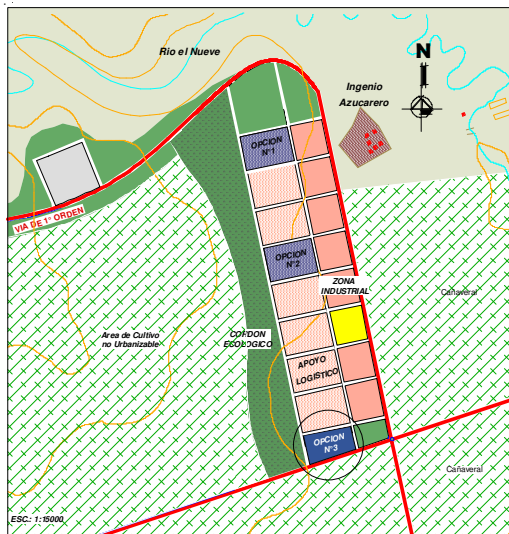 Rio el Nueve
N
Ingenio
Azucarero
OPCION
N°1
VIA DE 1° ORDEN
OPCION
N°2
ZONA
INDUSTRIAL
Cañaveral
Area de Cultivo
no Urbanizable
CORDON
ECOLOGICO
APOYO
LOGISTICO
OPCION
N°3
Cañaveral
ESC.: 1:15000